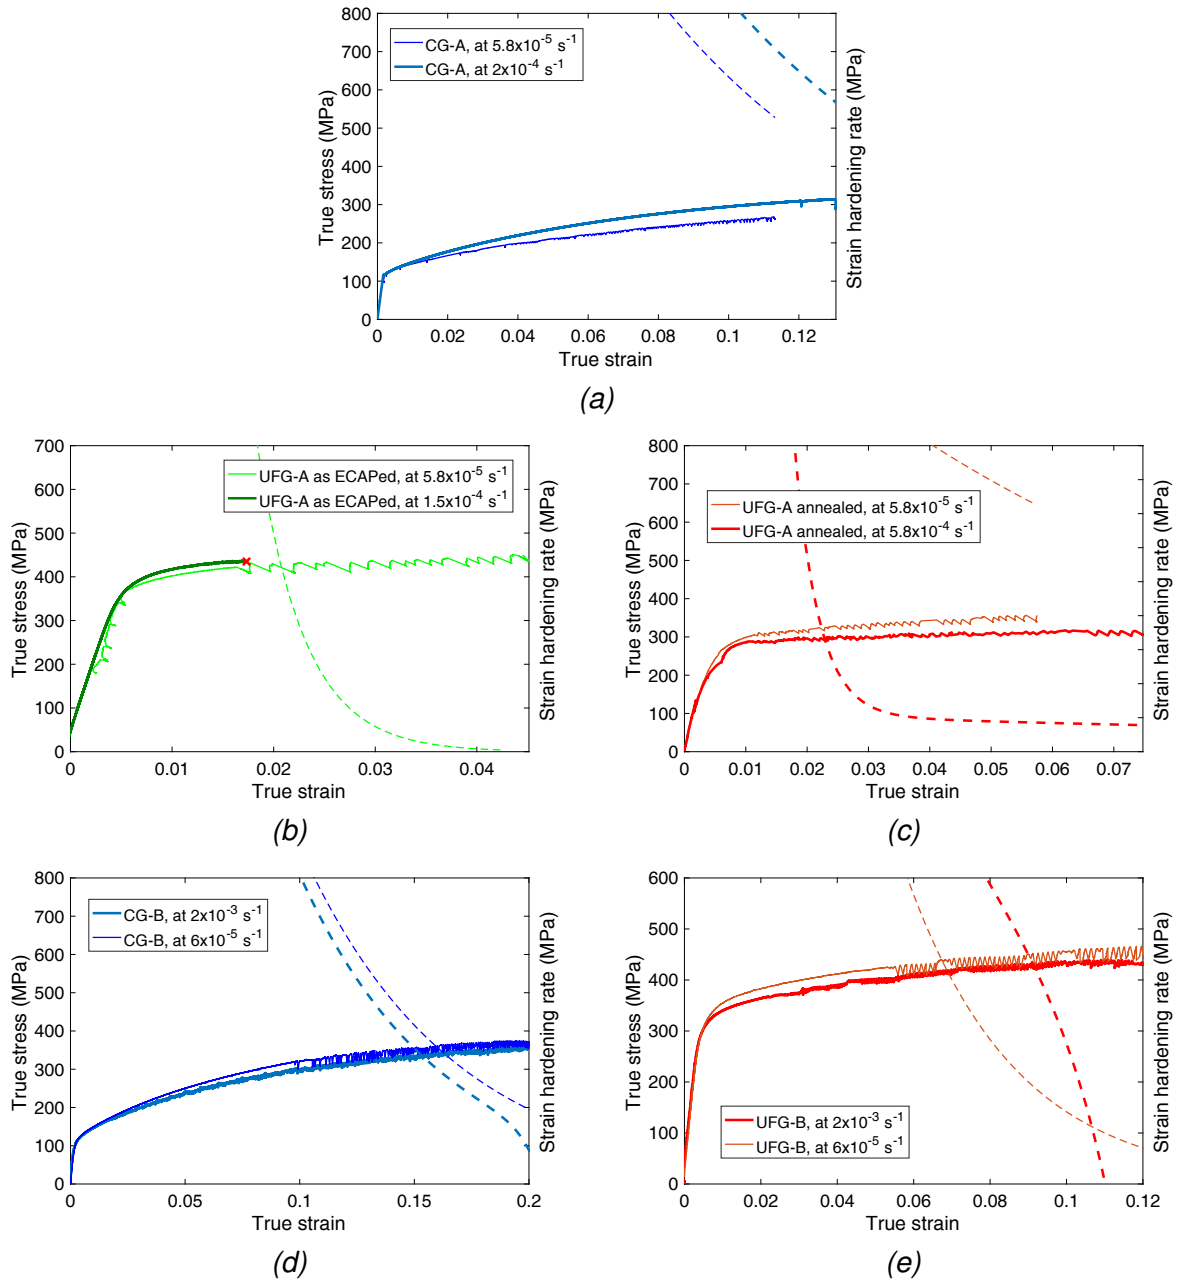 800
700
600
500
400
300
200
100
0
True stress (MPa)
CG-A, at 5.8x10⁻⁵ s⁻¹
CG-A, at 2x10⁻⁴ s⁻¹
Strain hardening rate (MPa)
0 0.02 0.04 0.06 0.08 0.1 0.12
True strain
(a)
700
600
500
400
300
200
100
0
True stress (MPa)
UFG-A as ECAPed, at 5.8x10⁻⁵ s⁻¹
UFG-A as ECAPed, at 1.5x10⁻⁴ s⁻¹
Strain hardening rate (MPa)
0 0.01 0.02 0.03 0.04
True strain
(b)
800
700
600
500
400
300
200
100
0
True stress (MPa)
UFG-A annealed, at 5.8x10⁻⁵ s⁻¹
UFG-A annealed, at 5.8x10⁻⁴ s⁻¹
Strain hardening rate (MPa)
0 0.01 0.02 0.03 0.04 0.05 0.06 0.07
True strain
(c)
800
700
600
500
400
300
200
100
0
True stress (MPa)
CG-B, at 2x10⁻³ s⁻¹
CG-B, at 6x10⁻⁵ s⁻¹
Strain hardening rate (MPa)
0 0.05 0.1 0.15 0.2
True strain
(d)
600
500
400
300
200
100
0
True stress (MPa)
UFG-B, at 2x10⁻³ s⁻¹
UFG-B, at 6x10⁻⁵ s⁻¹
Strain hardening rate (MPa)
0 0.02 0.04 0.06 0.08 0.1 0.12
True strain
(e)